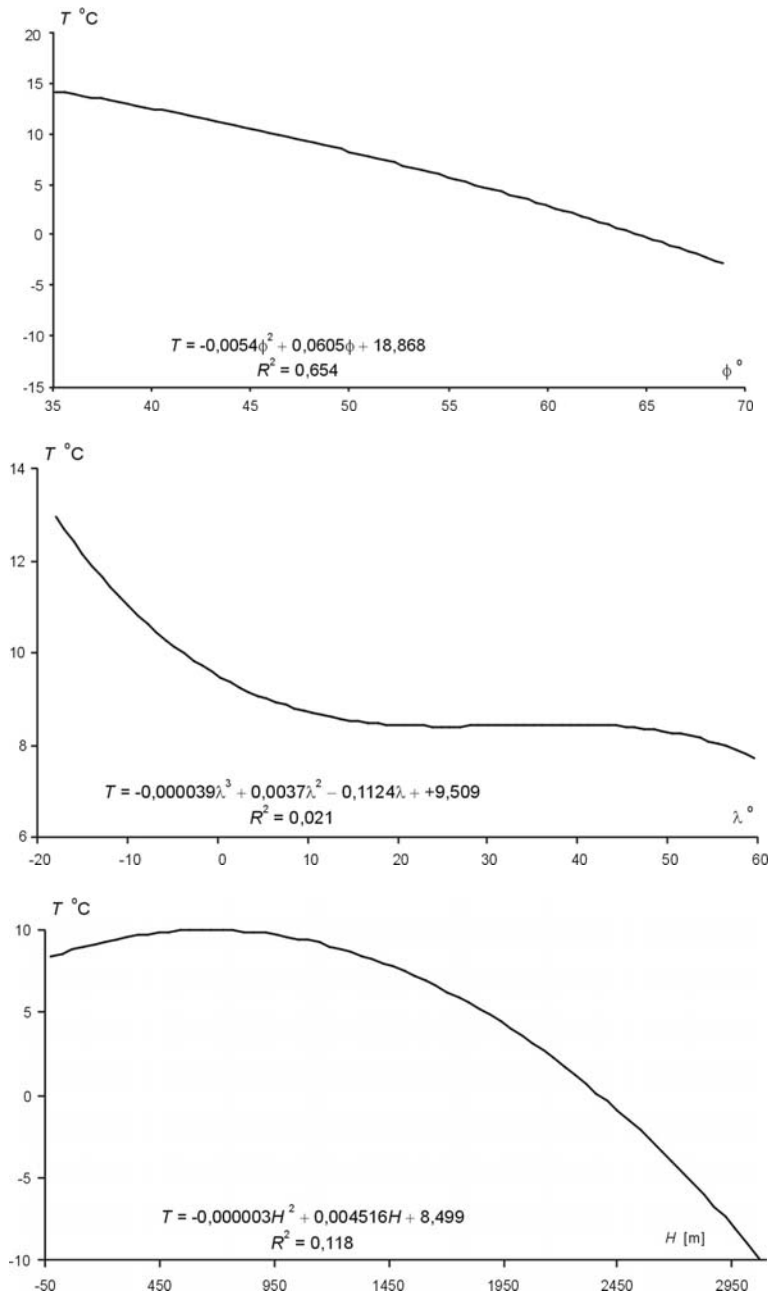 T °C
20
15
10
5
0
-5
-10
-15
T = -0,0054ϕ² + 0,0605ϕ + 18,868
R² = 0,654
ϕ°
35 40 45 50 55 60 65 70
T °C
14
12
10
8
6
T = -0,000039λ³ + 0,0037λ² – 0,1124λ + +9,509
R² = 0,021
λ°
-20 -10 0 10 20 30 40 50 60
T °C
10
5
0
-5
-10
T = -0,000003H² + 0,004516H + 8,499
R² = 0,118
H [m]
-50 450 950 1450 1950 2450 2950